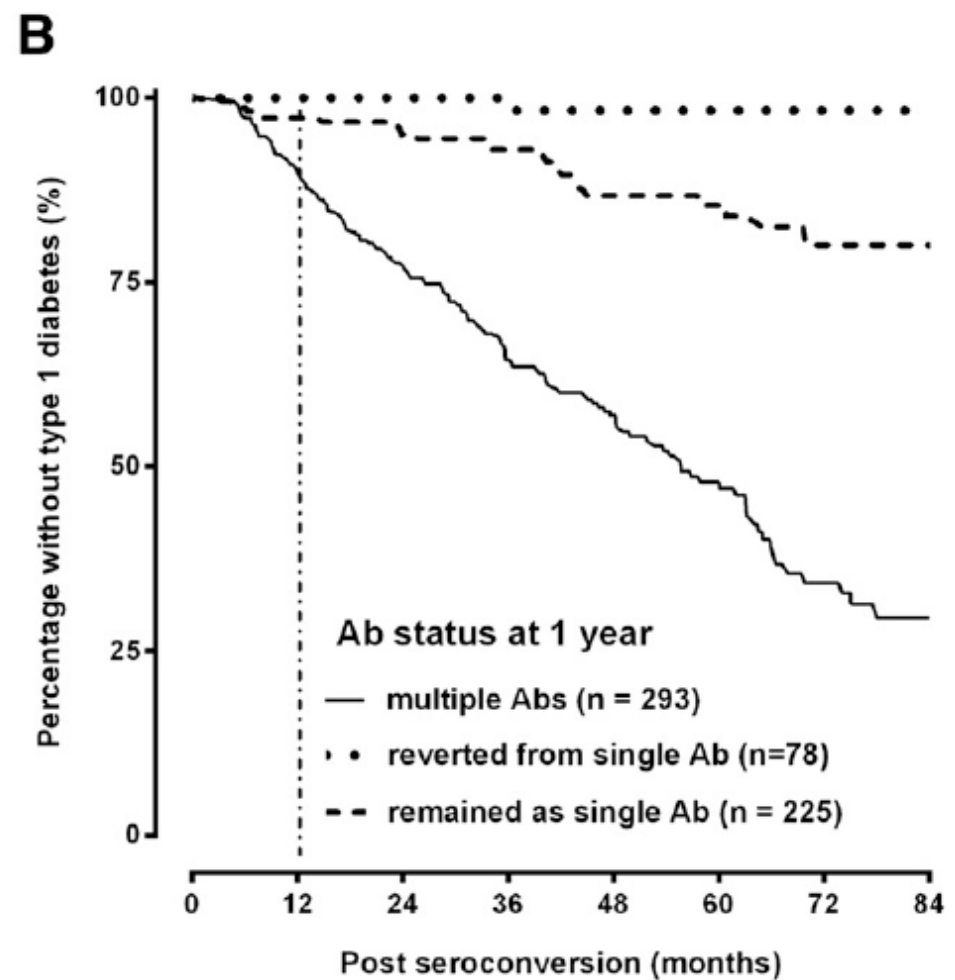 B
Percentage without type 1 diabetes (%)
100
75
50
25
0
Ab status at 1 year
multiple Abs (n = 293)
reverted from single Ab (n=78)
remained as single Ab (n = 225)
0 12 24 36 48 60 72 84
Post seroconversion (months)